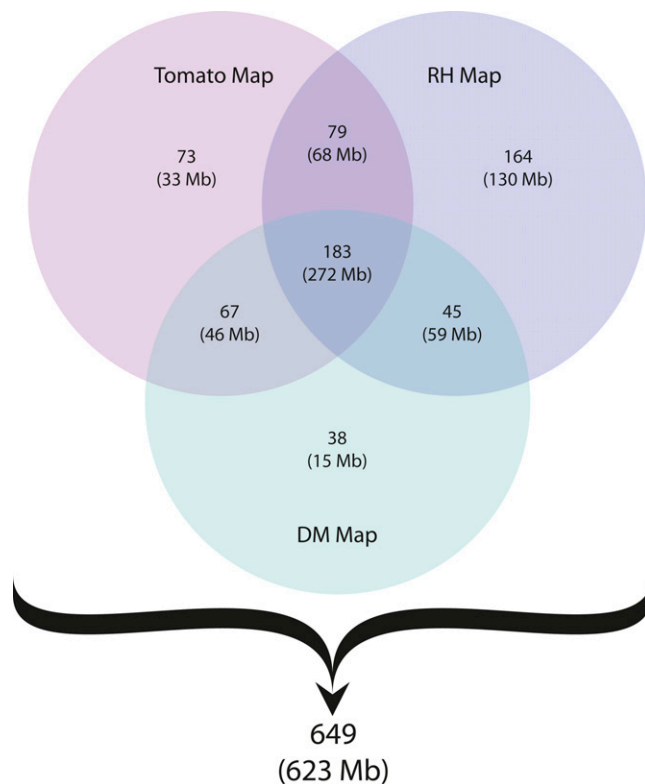 Tomato Map
RH Map
79
(68 Mb)
73
(33 Mb)
164
(130 Mb)
183
(272 Mb)
67
(46 Mb)
45
(59 Mb)
38
(15 Mb)
DM Map
649
(623 Mb)